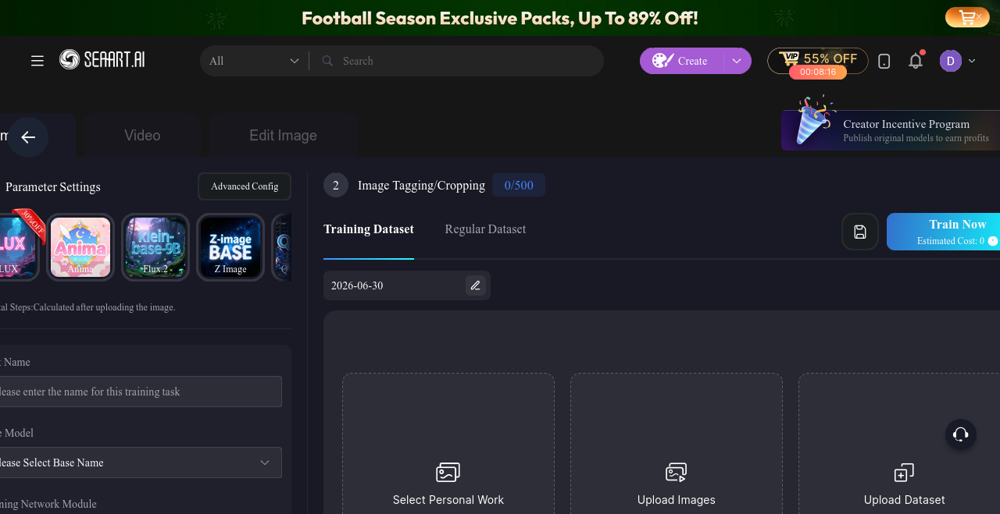 Football Season Exclusive Packs, Up To 89% Off!
SEAART.AI
All
Search
Create
VIP 55% OFF
00:08:16
D
Video
Edit Image
Creator Incentive Program
Publish original models to earn profits
Parameter Settings
Advanced Config
2
Image Tagging/Cropping
0/500
30%OFF
LUX
LUX
Anima
Anima
klein-
base-9B
Flux.2
Z-image
BASE
Z Image
Training Dataset
Regular Dataset
Train Now
Estimated Cost: 0
2026-06-30
tal Steps:Calculated after uploading the image.
Name
lease enter the name for this training task
e Model
lease Select Base Name
ning Network Module
Select Personal Work
Upload Images
Upload Dataset